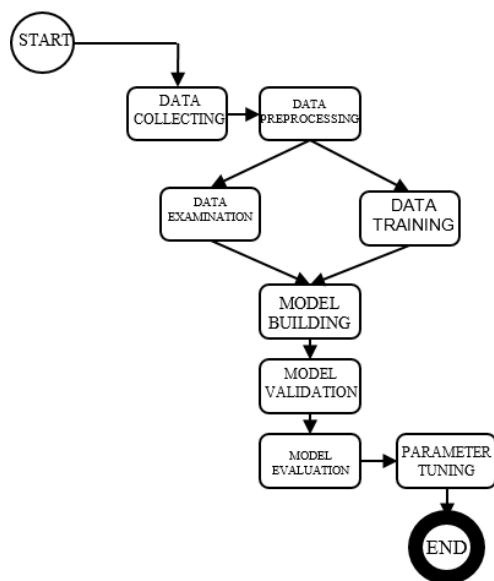 START
DATA
COLLECTING
DATA
PREPROCESSING
DATA
EXAMINATION
DATA
TRAINING
MODEL
BUILDING
MODEL
VALIDATION
MODEL
EVALUATION
PARAMETER
TUNING
END